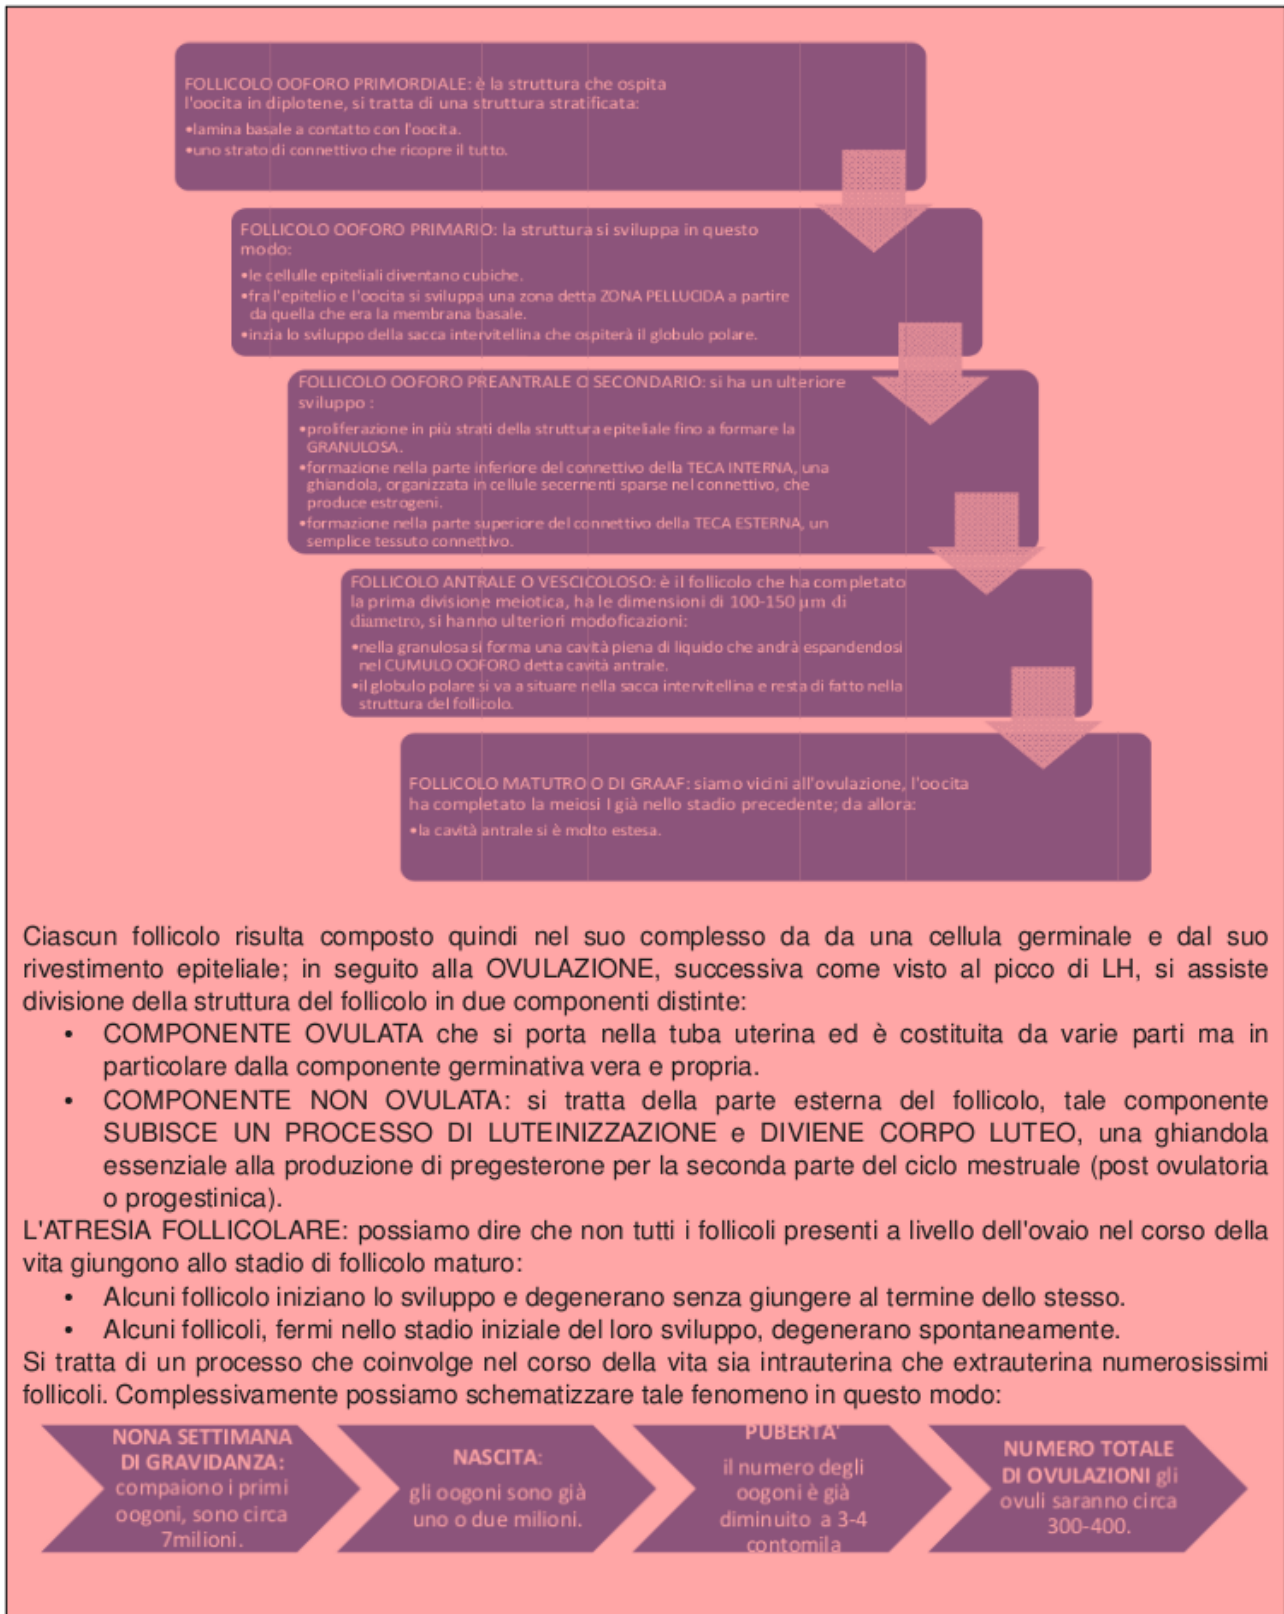 FOLLICOLO OOFORO PRIMORDIALE: è la struttura che ospita
l'oocita in diplotene, si tratta di una struttura stratificata:
•lamina basale a contatto con l'oocita.
•uno strato di connettivo che ricopre il tutto.
FOLLICOLO OOFORO PRIMARIO: la struttura si sviluppa in questo
modo:
•le cellulle epiteliali diventano cubiche.
•fra l'epitelio e l'oocita si sviluppa una zona detta ZONA PELLUCIDA a partire
da quella che era la membrana basale.
•inzia lo sviluppo della sacca intervitellina che ospiterà il globulo polare.
FOLLICOLO OOFORO PREANTRALE O SECONDARIO: si ha un ulteriore
sviluppo :
•proliferazione in più strati della struttura epiteliale fino a formare la
GRANULOSA.
•formazione nella parte inferiore del connettivo della TECA INTERNA, una
ghiandola, organizzata in cellule secernenti sparse nel connettivo, che
produce estrogeni.
•formazione nella parte superiore del connettivo della TECA ESTERNA, un
semplice tessuto connettivo.
FOLLICOLO ANTRALE O VESCICOLOSO: è il follicolo che ha completato
la prima divisione meiotica, ha le dimensioni di 100-150 µm di
diametro, si hanno ulteriori modoficazioni:
•nella granulosa si forma una cavità piena di liquido che andrà espandendosi
nel CUMULO OOFORO detta cavità antrale.
•il globulo polare si va a situare nella sacca intervitellina e resta di fatto nella
struttura del follicolo.
FOLLICOLO MATUTRO O DI GRAAF: siamo vicini all'ovulazione, l'oocita
ha completato la meiosi I già nello stadio precedente; da allora:
•la cavità antrale si è molto estesa.
Ciascun follicolo risulta composto quindi nel suo complesso da da una cellula germinale e dal suo
rivestimento epiteliale; in seguito alla OVULAZIONE, successiva come visto al picco di LH, si assiste
divisione della struttura del follicolo in due componenti distinte:
• COMPONENTE OVULATA che si porta nella tuba uterina ed è costituita da varie parti ma in
particolare dalla componente germinativa vera e propria.
• COMPONENTE NON OVULATA: si tratta della parte esterna del follicolo, tale componente
SUBISCE UN PROCESSO DI LUTEINIZZAZIONE e DIVIENE CORPO LUTEO, una ghiandola
essenziale alla produzione di pregesterone per la seconda parte del ciclo mestruale (post ovulatoria
o progestinica).
L'ATRESIA FOLLICOLARE: possiamo dire che non tutti i follicoli presenti a livello dell'ovaio nel corso della
vita giungono allo stadio di follicolo maturo:
• Alcuni follicolo iniziano lo sviluppo e degenerano senza giungere al termine dello stesso.
• Alcuni follicoli, fermi nello stadio iniziale del loro sviluppo, degenerano spontaneamente.
Si tratta di un processo che coinvolge nel corso della vita sia intrauterina che extrauterina numerosissimi
follicoli. Complessivamente possiamo schematizzare tale fenomeno in questo modo:
NONA SETTIMANA
DI GRAVIDANZA:
compaiono i primi
oogoni, sono circa
7milioni.
NASCITA:
gli oogoni sono già
uno o due milioni.
PUBERTA'
il numero degli
oogoni è già
diminuito a 3-4
contomila
NUMERO TOTALE
DI OVULAZIONI gli
ovuli saranno circa
300-400.